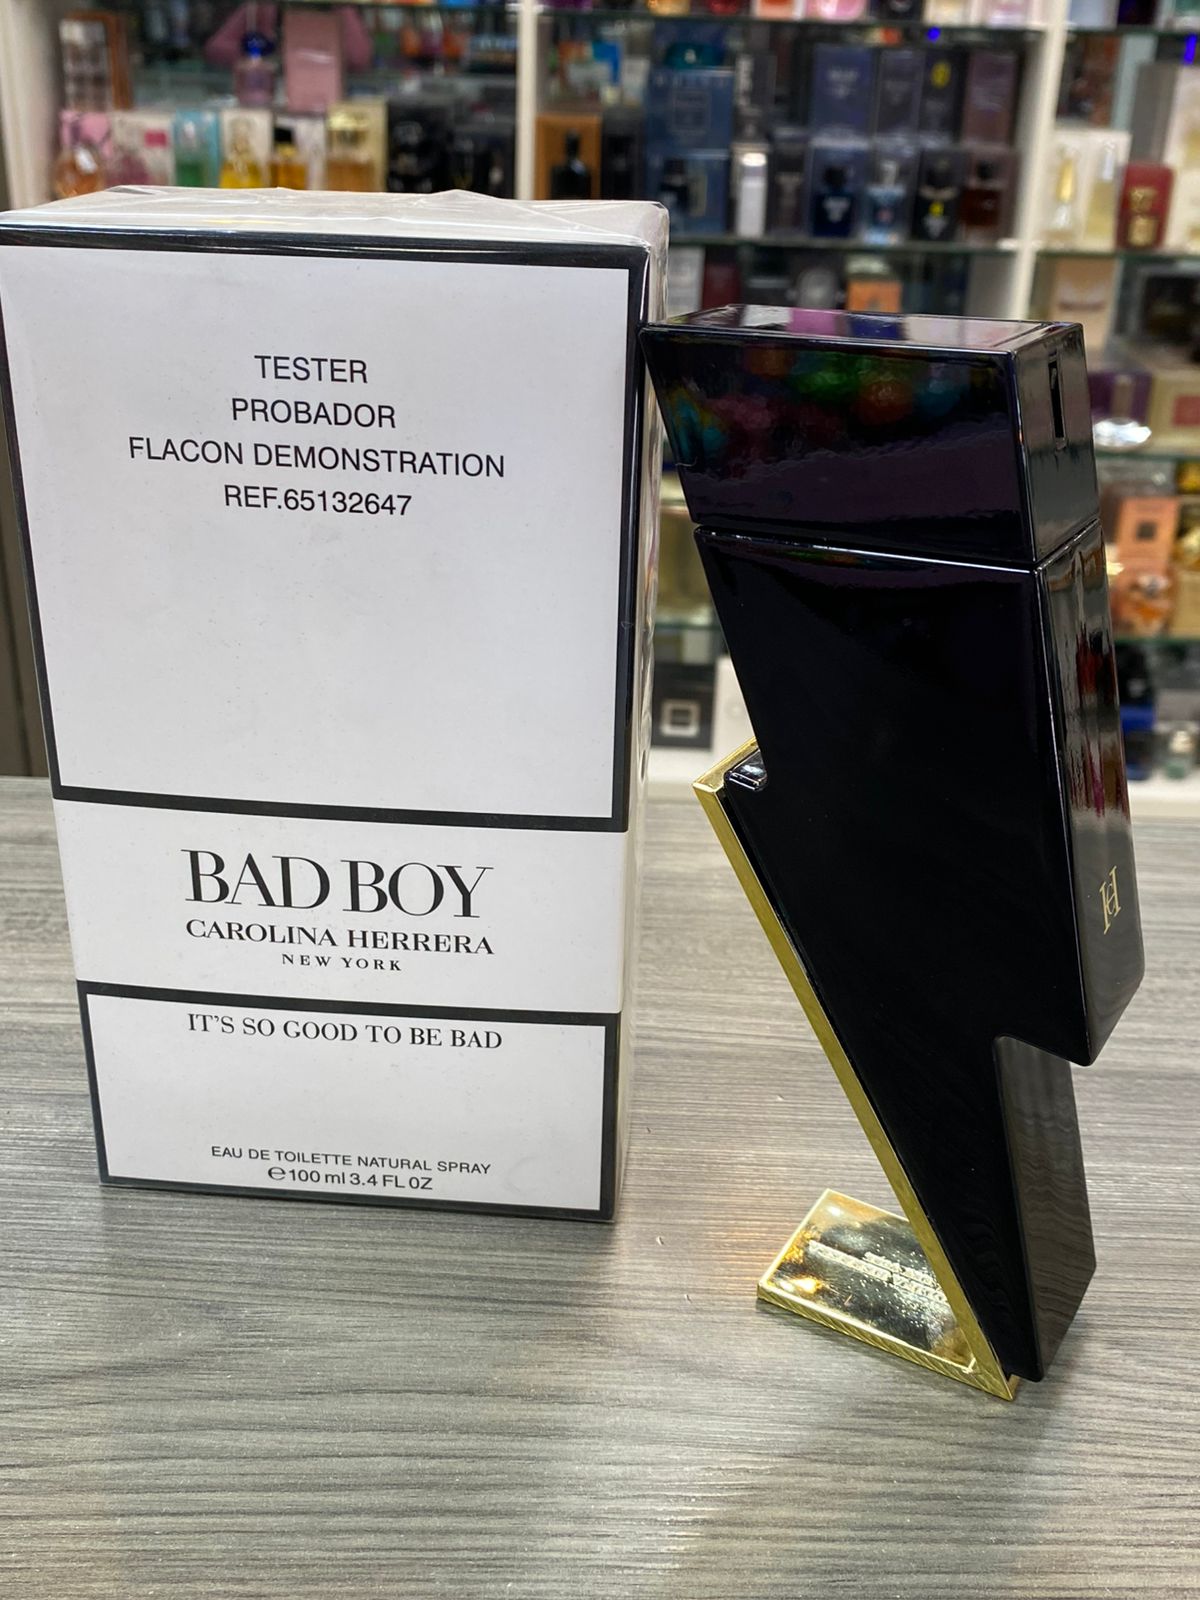 TESTER
PROBADOR
FLACON DEMONSTRATION
REF.65132647
BAD BOY
CAROLINA HERRERA
NEW YORK
IT'S SO GOOD TO BE BAD
EAU DE TOILETTE NATURAL SPRAY
℮100 ml 3.4 FL OZ
CH